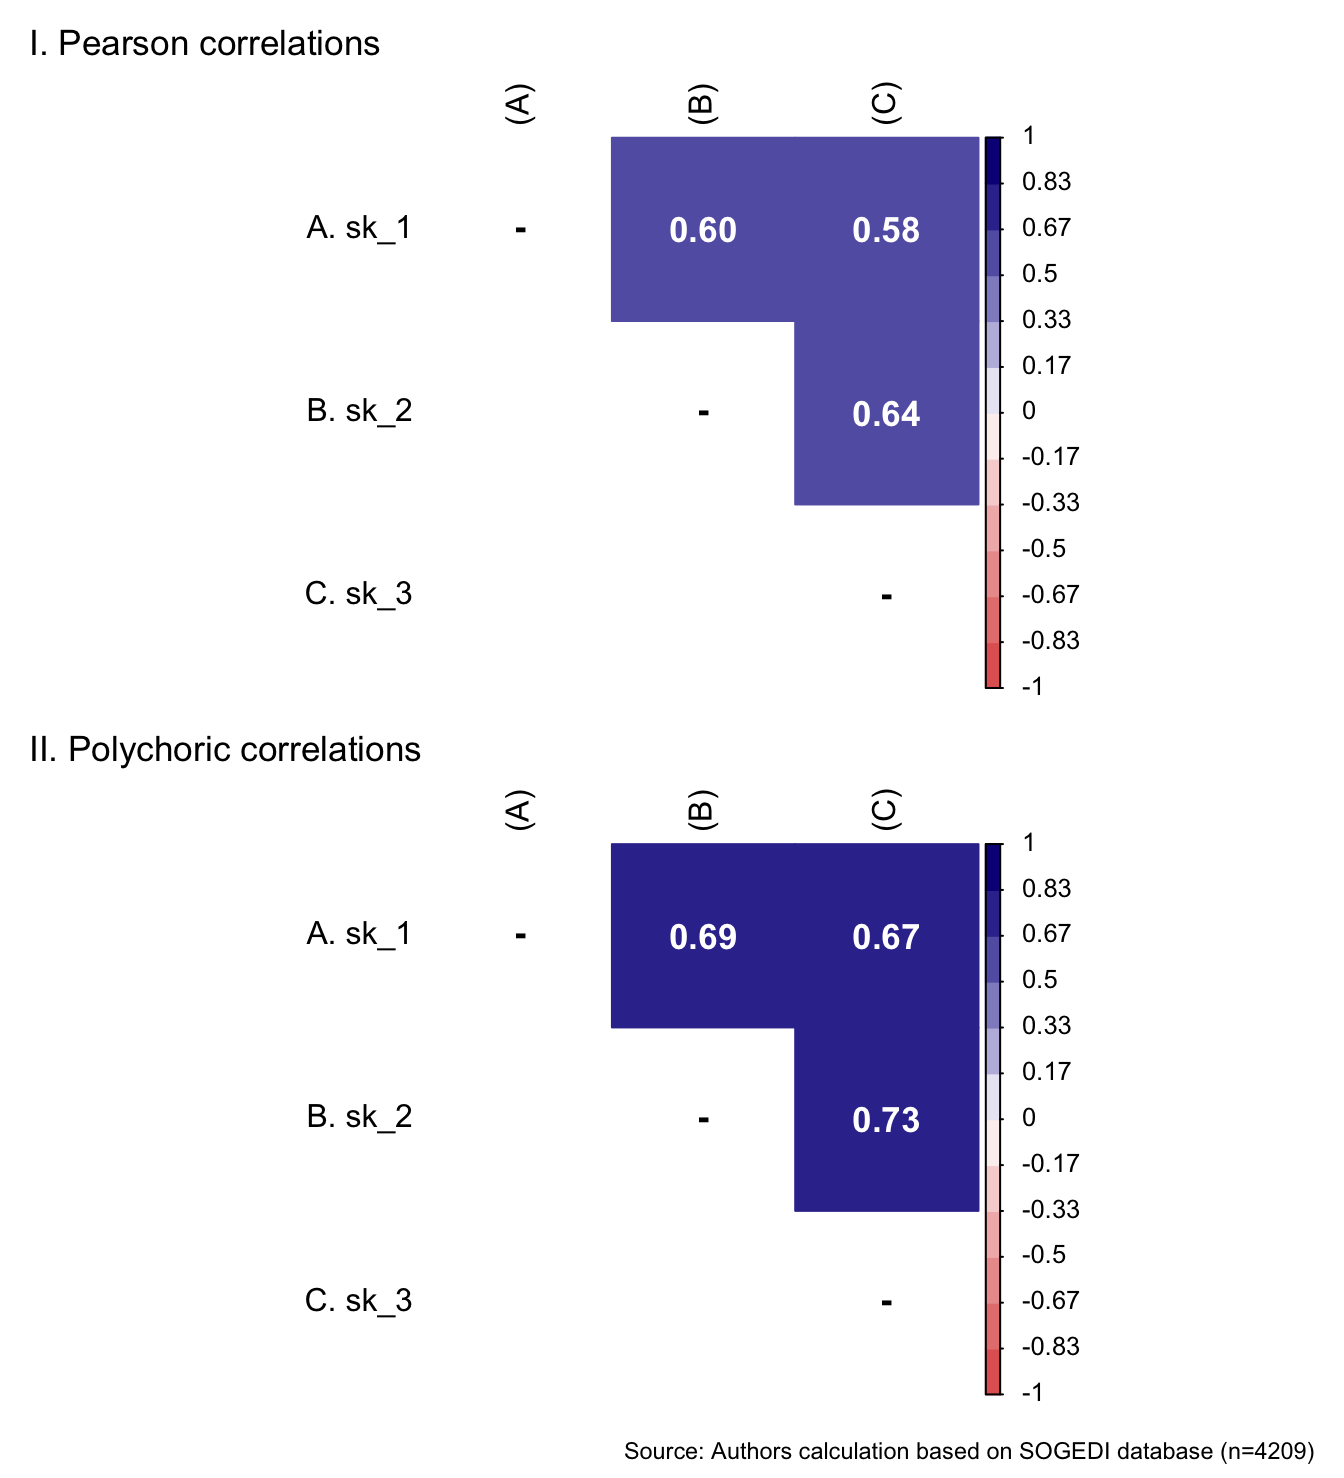 I. Pearson correlations
(A) (B) (C)
1
0.83
A. sk_1 - 0.60 0.58 0.67
0.5
0.33
0.17
B. sk_2 - 0.64 0
-0.17
-0.33
-0.5
C. sk_3 - -0.67
-0.83
-1
II. Polychoric correlations
(A) (B) (C)
1
0.83
A. sk_1 - 0.69 0.67 0.67
0.5
0.33
0.17
B. sk_2 - 0.73 0
-0.17
-0.33
-0.5
C. sk_3 - -0.67
-0.83
-1
Source: Authors calculation based on SOGEDI database (n=4209)